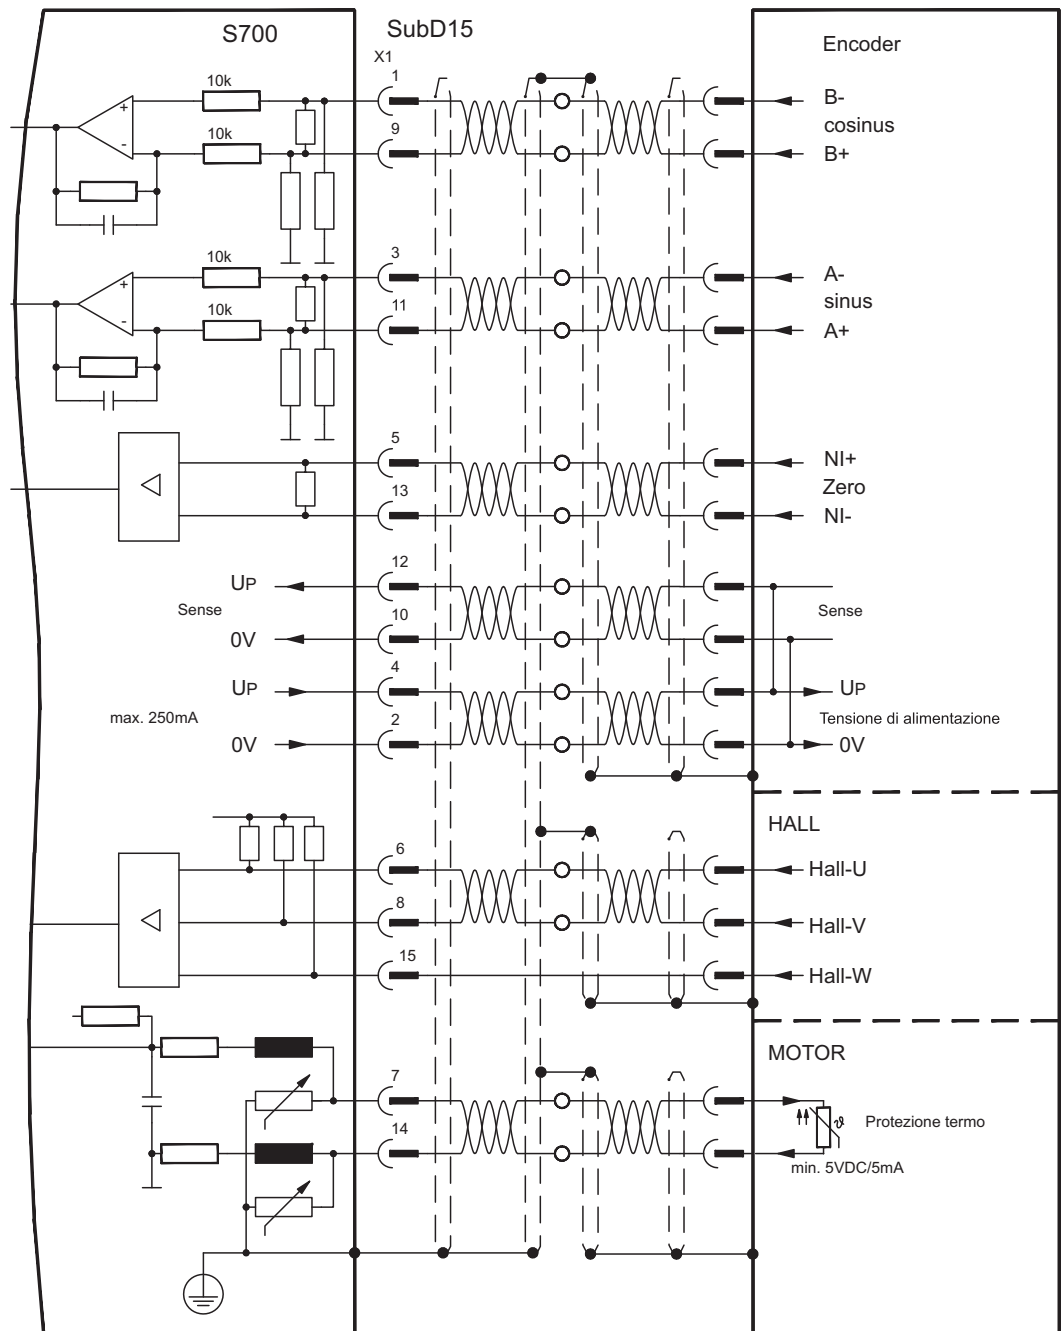 S700
SubD15
Encoder
X1
10k
1
B-
cosinus
10k
9
B+
10k
3
A-
sinus
10k
11
A+
5
NI+
Zero
13
NI-
UP
12
Sense
Sense
0V
10
UP
4
UP
max. 250mA
Tensione di alimentazione
0V
2
0V
HALL
6
Hall-U
8
Hall-V
15
Hall-W
MOTOR
7
ϑ
Protezione termo
14
min. 5VDC/5mA